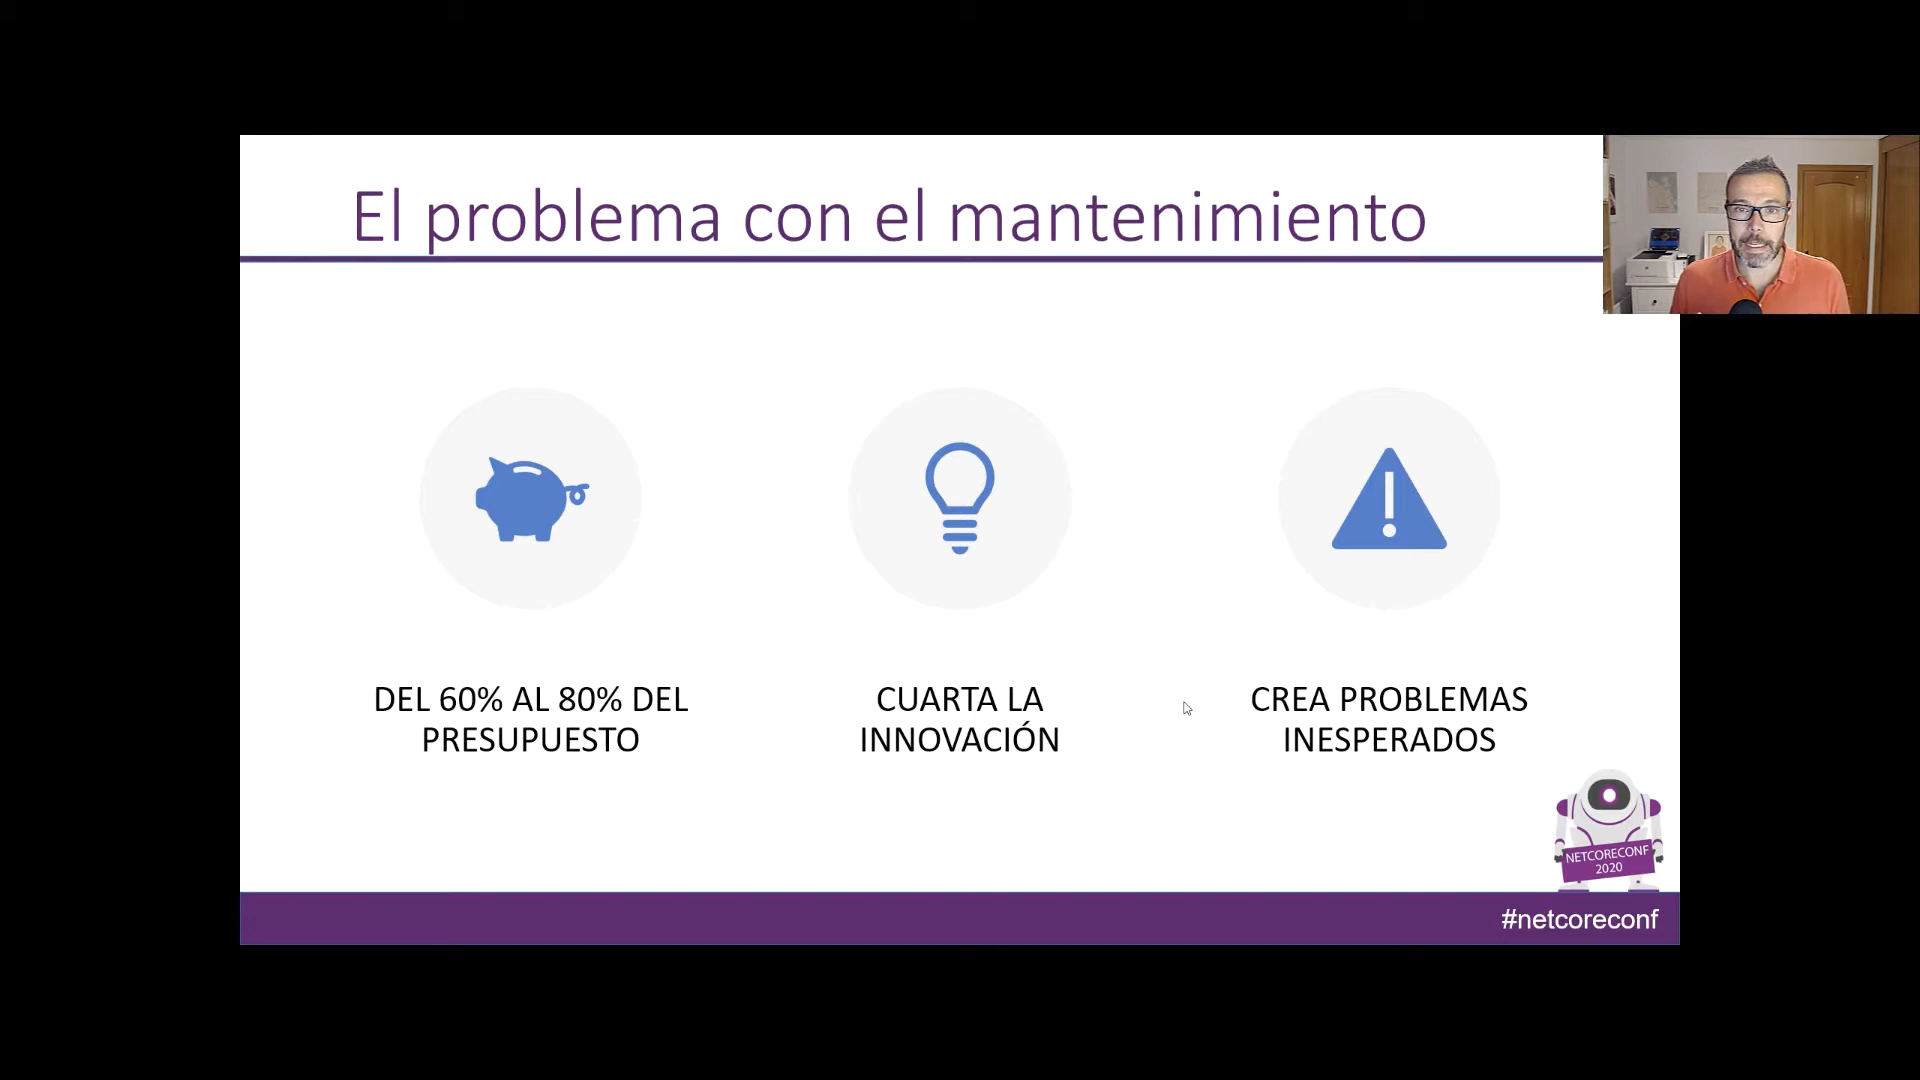 El problema con el mantenimiento
DEL 60% AL 80% DEL
PRESUPUESTO
CUARTA LA
INNOVACIÓN
CREA PROBLEMAS
INESPERADOS
NETCORECONF
2020
#netcoreconf